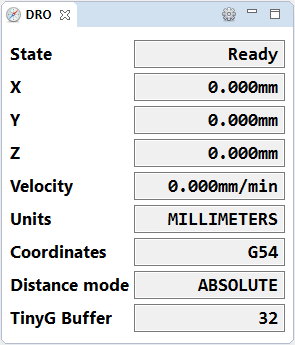 DRO
State Ready
X 0.000mm
Y 0.000mm
Z 0.000mm
Velocity 0.000mm/min
Units MILLIMETERS
Coordinates G54
Distance mode ABSOLUTE
TinyG Buffer 32